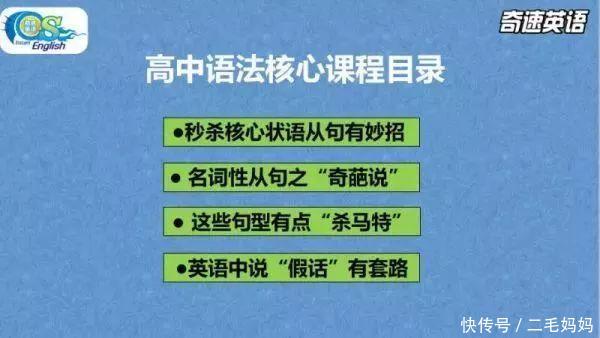 English
奇速英语
高中语法核心课程目录
●秒杀核心状语从句有妙招
●名词性从句之“奇葩说”
●这些句型有点“杀马特”
●英语中说“假话”有套路
快传号/二毛妈妈